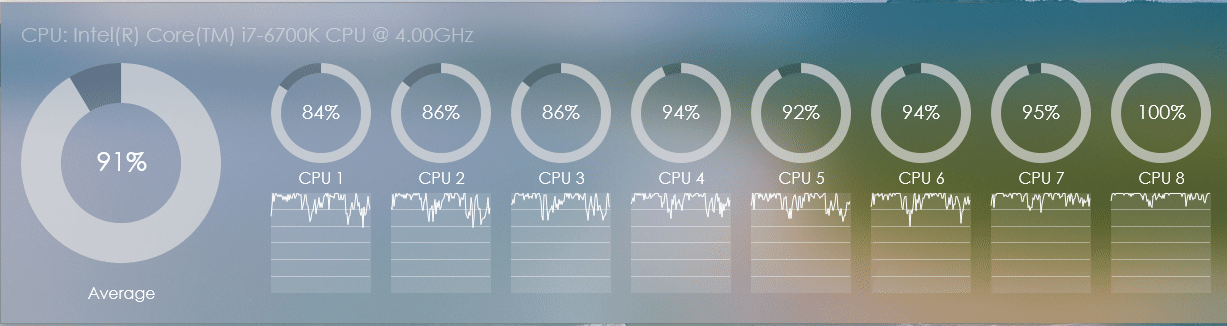 CPU: Intel(R) Core(TM) i7-6700K CPU @ 4.00GHz
91%
Average
84%
86%
86%
94%
92%
94%
95%
100%
CPU 1
CPU 2
CPU 3
CPU 4
CPU 5
CPU 6
CPU 7
CPU 8